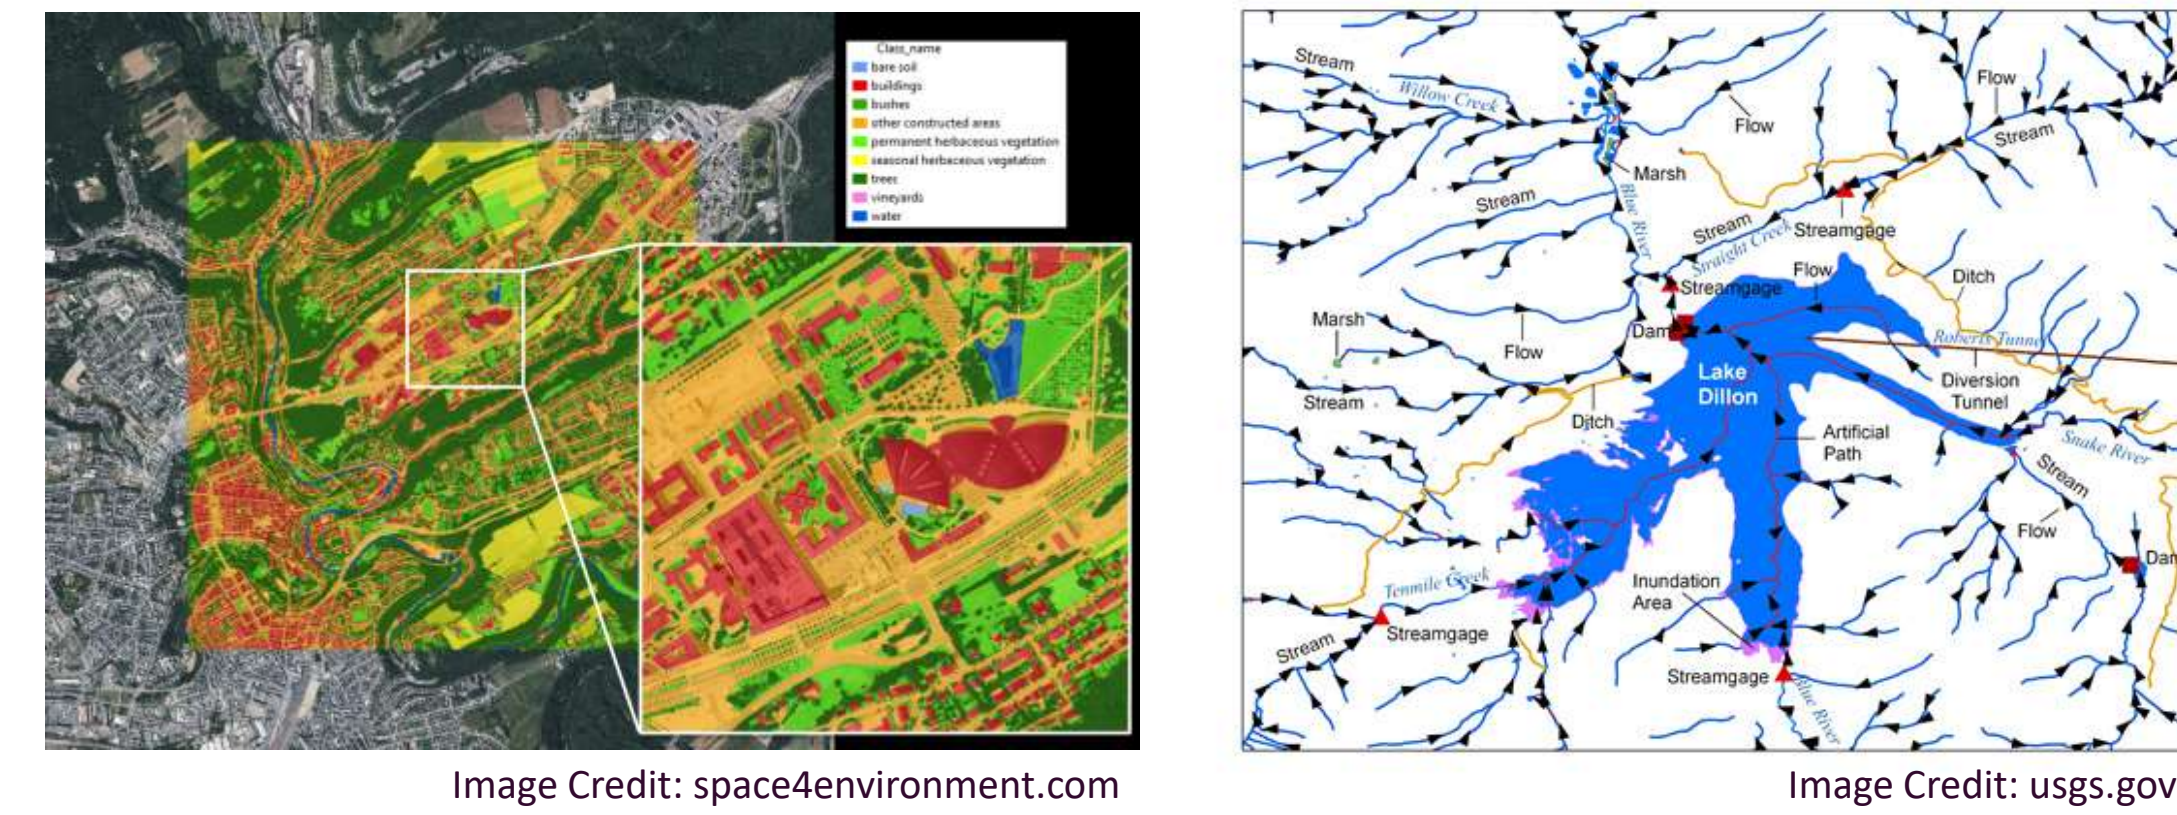 Class_name
bare soil
buildings
bushes
other constructed areas
permanent herbaceous vegetation
seasonal herbaceous vegetation
trees
vineyards
water
Image Credit: space4environment.com
Stream
Willow Creek
Flow
Flow
Stream
Marsh
Stream
Blue River
Stream
Straight Creek
Streamgage
Flow
Ditch
Streamgage
Marsh
Dam
Flow
Roberts Tunnel
Lake
Dillon
Diversion
Tunnel
Stream
Ditch
Artificial
Path
Snake River
Stream
Flow
Dam
Tenmile Creek
Inundation
Area
Streamgage
Stream
Streamgage
Blue River
Image Credit: usgs.gov